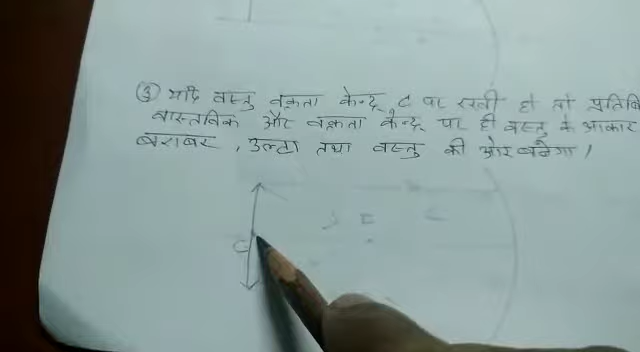 ③ यदि वस्तु वक्रता केन्द्र C पर रखी हो तो प्रतिबि
वास्तविक और वक्रता केन्द्र पर ही वस्तु के आकार
बराबर, उल्टा तथा वस्तु की ओर बनेगा।
C